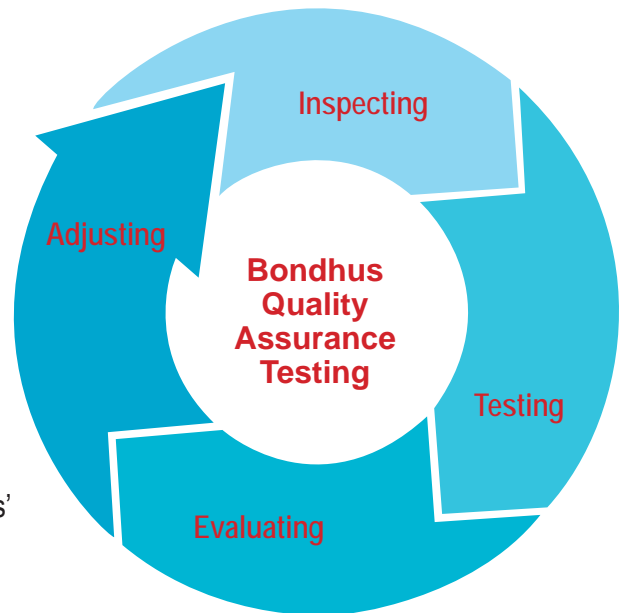 Inspecting
Adjusting
Bondhus
Quality
Assurance
Testing
Testing
s’
Evaluating